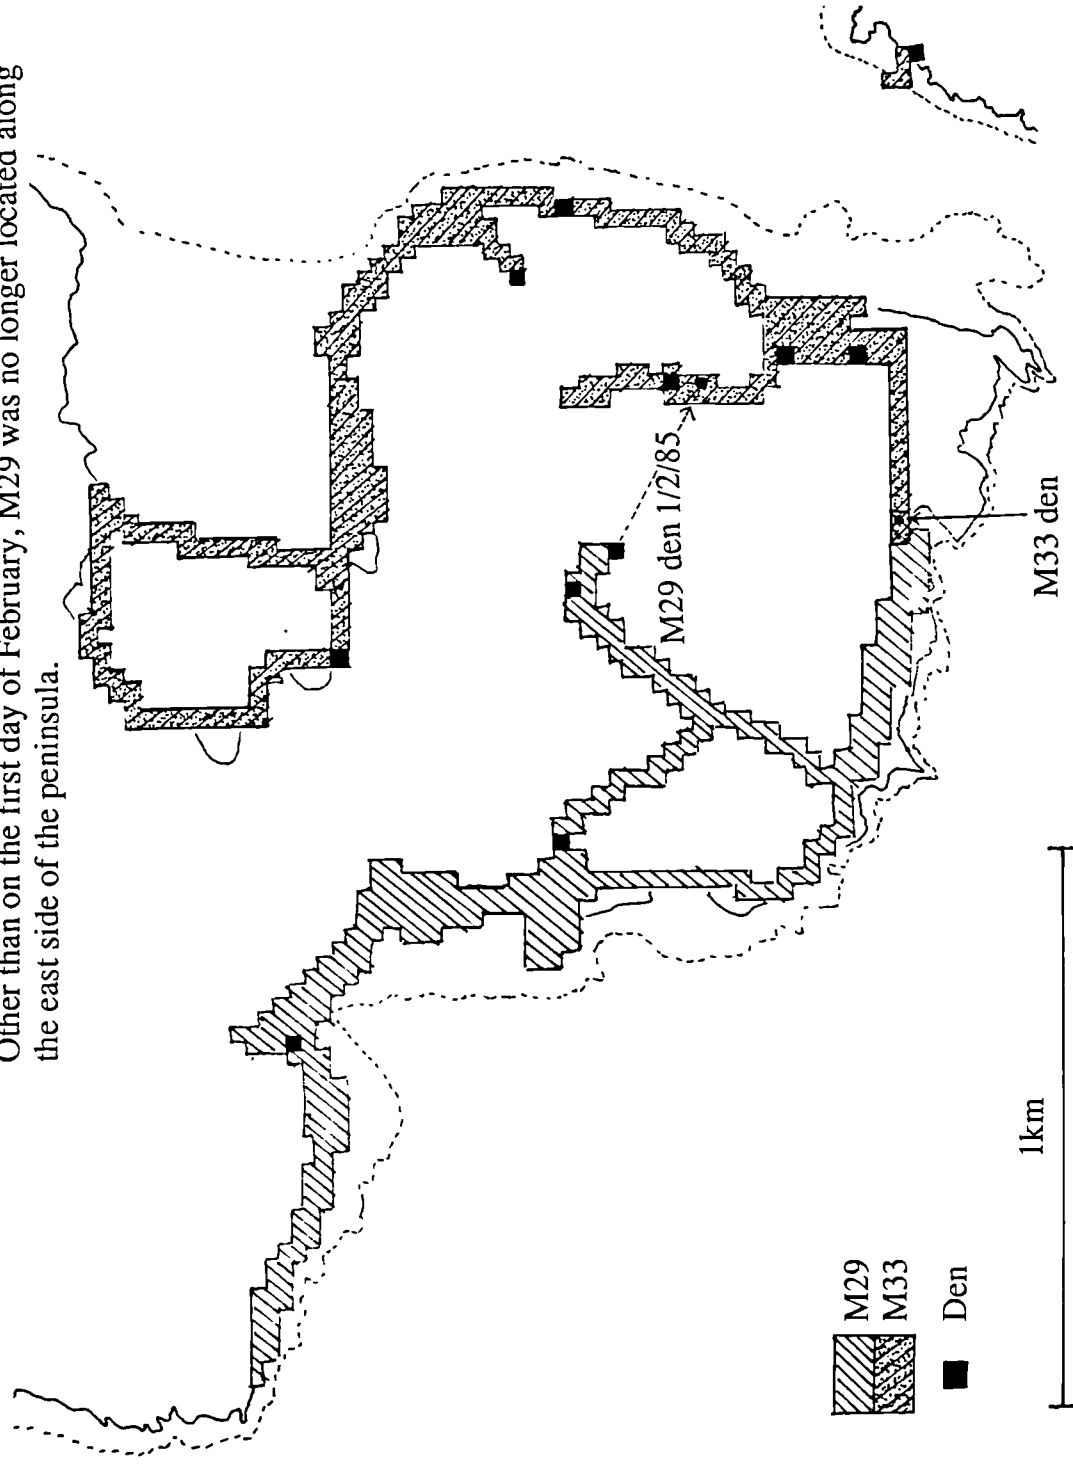 Other than on the first day of February, M29 was no longer located along
the east side of the peninsula.
M29 den 1/2/85
M33 den
1km
M29
M33
Den